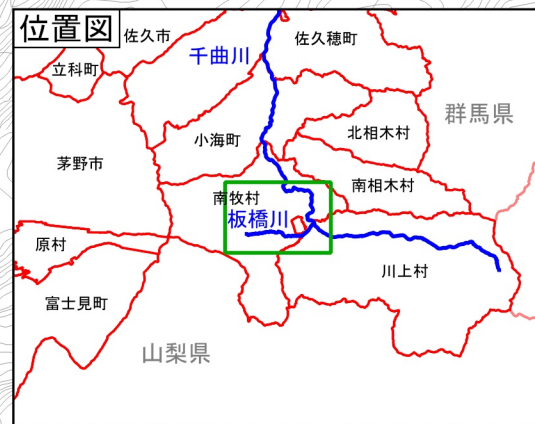 位置図
佐久市
佐久穂町
千曲川
立科町
群馬県
北相木村
小海町
茅野市
南相木村
南牧村
板橋川
原村
川上村
富士見町
山梨県